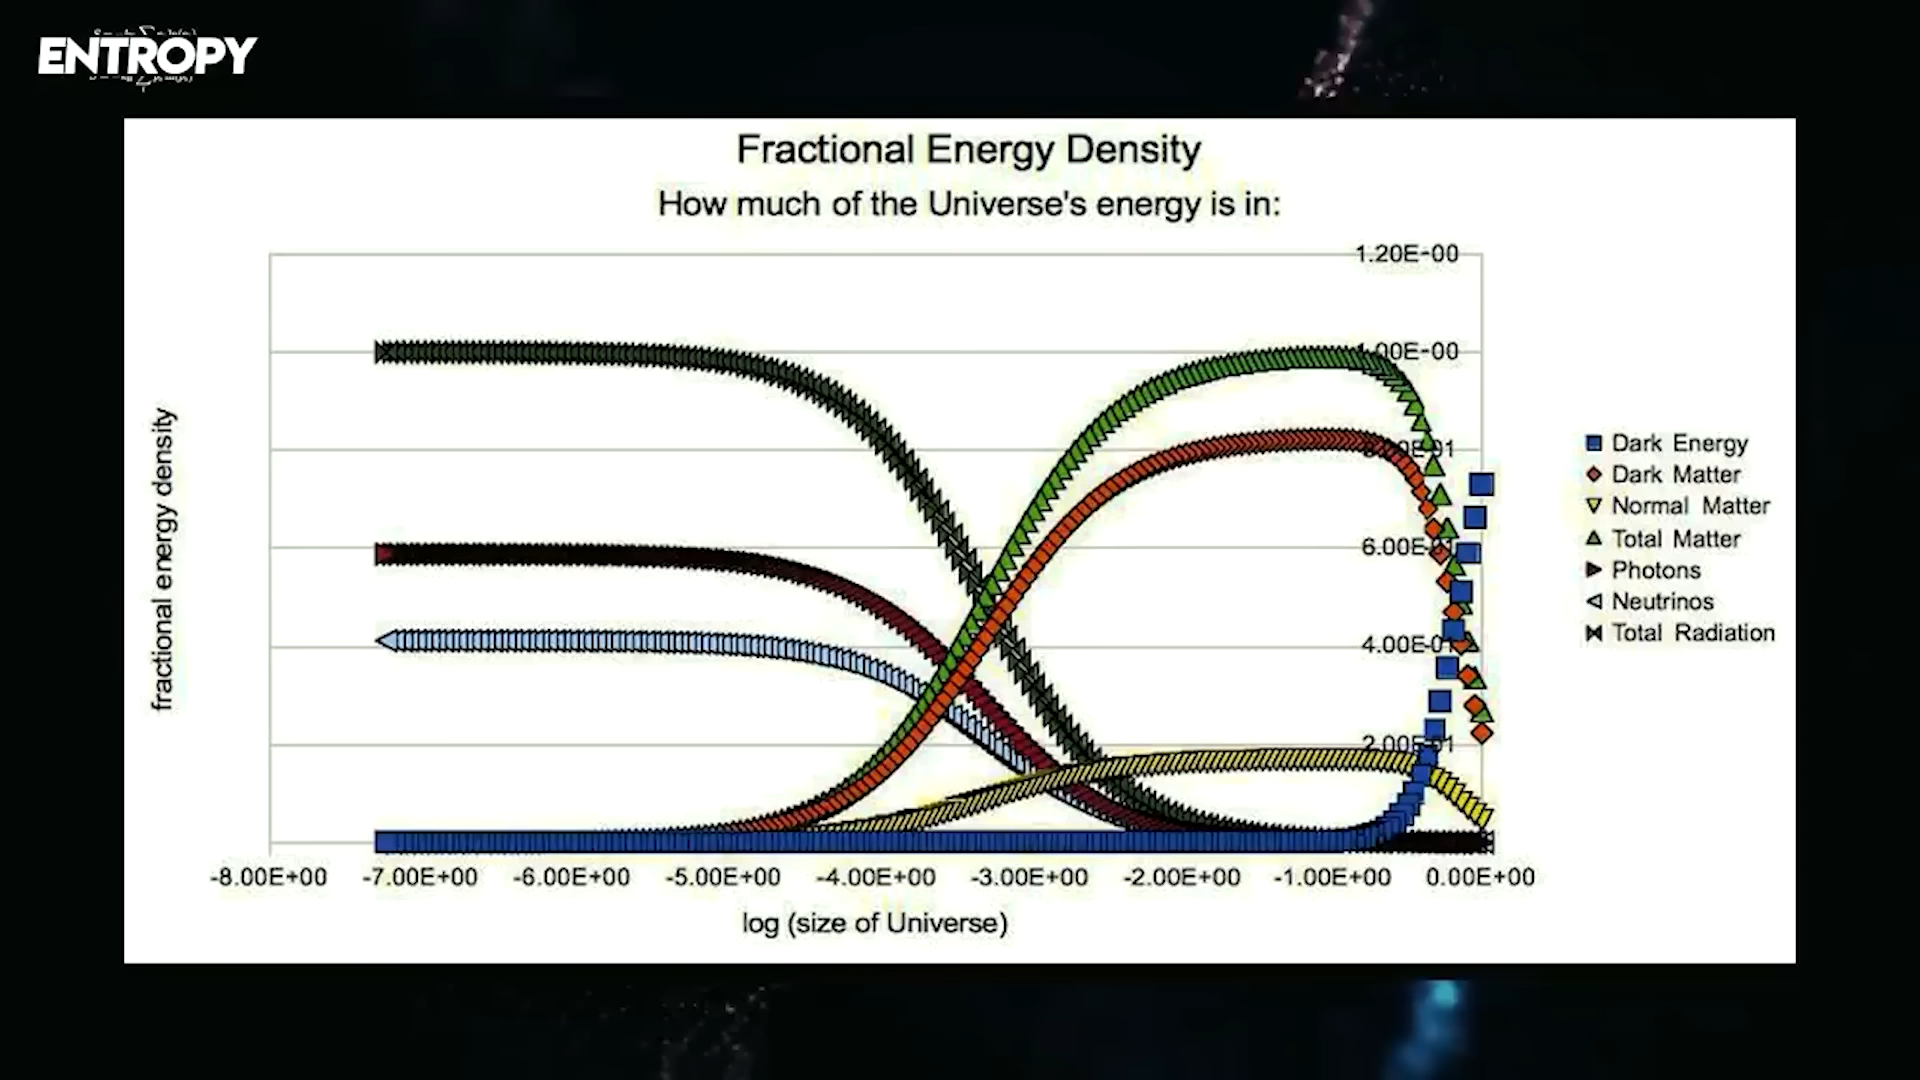 ENTROPY
Fractional Energy Density
How much of the Universe's energy is in:
1.20E-00
1.00E-00
6.00E-01
4.00E-01
2.00E-01
fractional energy density
Dark Energy
Dark Matter
Normal Matter
Total Matter
Photons
Neutrinos
Total Radiation
-8.00E+00 -7.00E+00 -6.00E+00 -5.00E+00 -4.00E+00 -3.00E+00 -2.00E+00 -1.00E+00 0.00E+00
log (size of Universe)